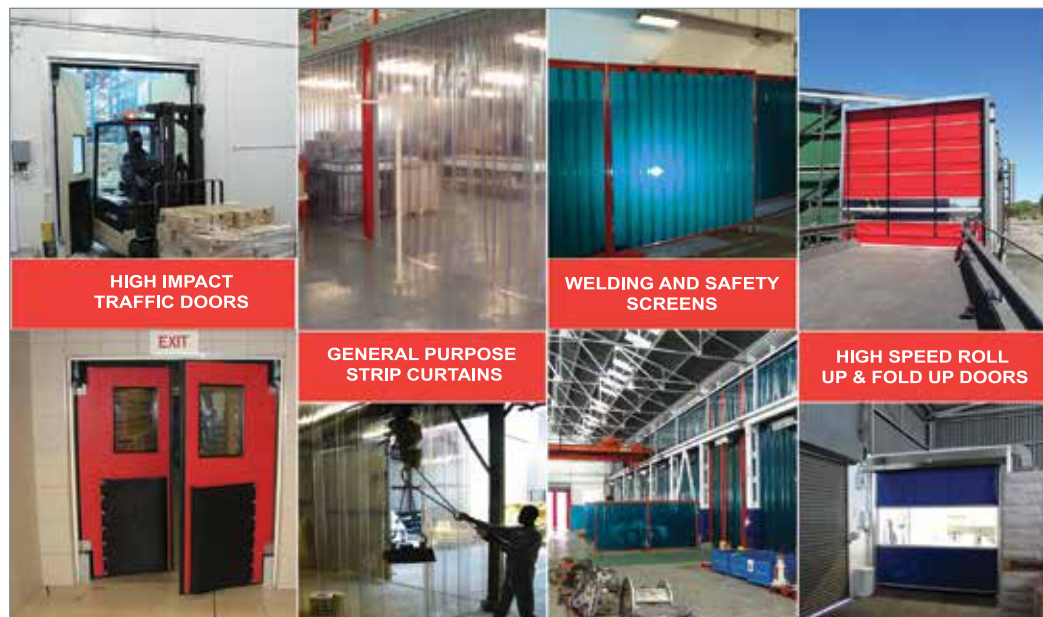 HIGH IMPACT
TRAFFIC DOORS
WELDING AND SAFETY
SCREENS
EXIT
GENERAL PURPOSE
STRIP CURTAINS
HIGH SPEED ROLL
UP & FOLD UP DOORS